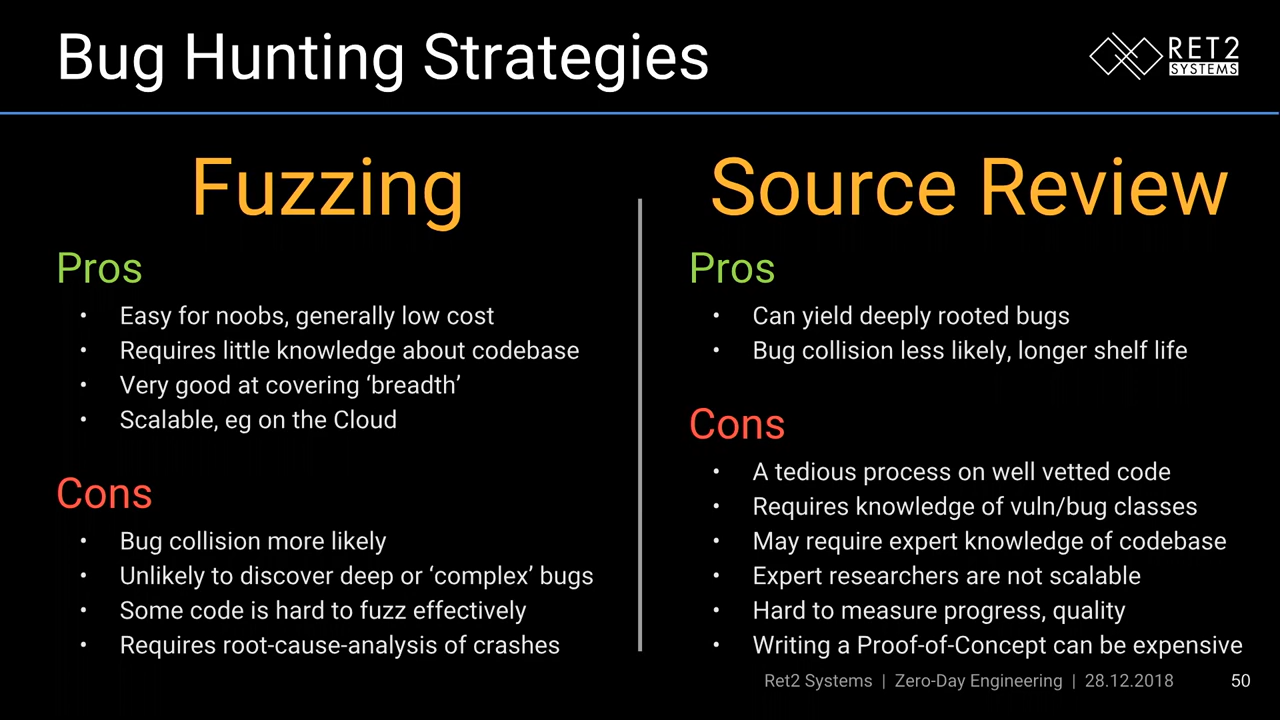 Bug Hunting Strategies
RET2
SYSTEMS
Fuzzing
Pros
• Easy for noobs, generally low cost
• Requires little knowledge about codebase
• Very good at covering ‘breadth’
• Scalable, eg on the Cloud
Cons
• Bug collision more likely
• Unlikely to discover deep or ‘complex’ bugs
• Some code is hard to fuzz effectively
• Requires root-cause-analysis of crashes
Source Review
Pros
• Can yield deeply rooted bugs
• Bug collision less likely, longer shelf life
Cons
• A tedious process on well vetted code
• Requires knowledge of vuln/bug classes
• May require expert knowledge of codebase
• Expert researchers are not scalable
• Hard to measure progress, quality
• Writing a Proof-of-Concept can be expensive
Ret2 Systems | Zero-Day Engineering | 28.12.2018 50